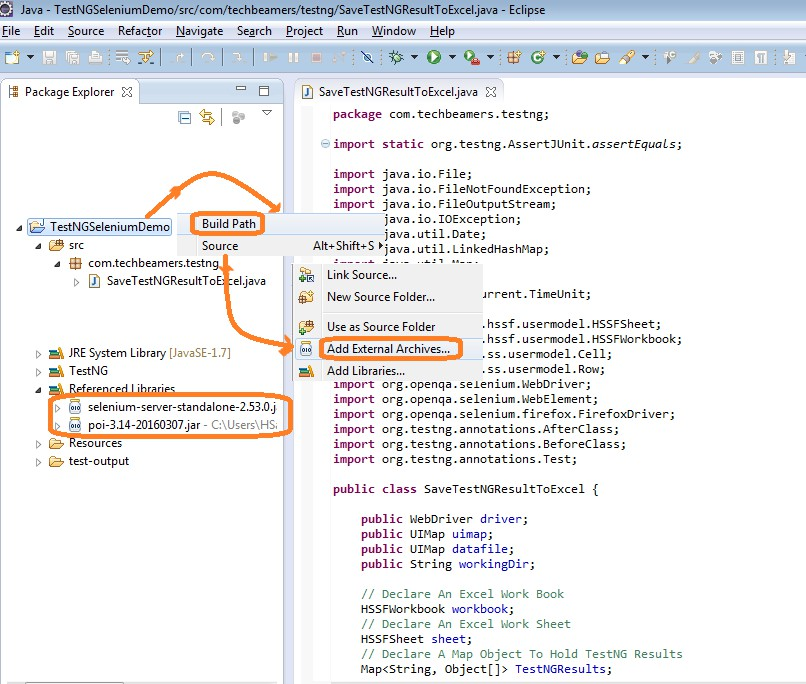 Java - TestNGSeleniumDemo/src/com/techbeamers/testng/SaveTestNGResultToExcel.java - Eclipse
File Edit Source Refactor Navigate Search Project Run Window Help
Package Explorer
TestNGSeleniumDemo
src
com.techbeamers.testng
SaveTestNGResultToExcel.java
JRE System Library [JavaSE-1.7]
TestNG
Referenced Libraries
selenium-server-standalone-2.53.0.j
poi-3.14-20160307.jar - C:\Users\HS
Resources
test-output
Build Path
Source Alt+Shift+S
Link Source...
New Source Folder...
Use as Source Folder
Add External Archives...
Add Libraries...
SaveTestNGResultToExcel.java
package com.techbeamers.testng;
import static org.testng.AssertJUnit.assertEquals;
import java.io.File;
import java.io.FileNotFoundException;
import java.io.FileOutputStream;
java.io.IOException;
java.util.Date;
java.util.LinkedHashMap;
java.util.Map;
urrent.TimeUnit;
.hssf.usermodel.HSSFSheet;
.hssf.usermodel.HSSFWorkbook;
.ss.usermodel.Cell;
.ss.usermodel.Row;
import org.openqa.selenium.WebDriver;
import org.openqa.selenium.WebElement;
import org.openqa.selenium.firefox.FirefoxDriver;
import org.testng.annotations.AfterClass;
import org.testng.annotations.BeforeClass;
import org.testng.annotations.Test;
public class SaveTestNGResultToExcel {
public WebDriver driver;
public UIMap uimap;
public UIMap datafile;
public String workingDir;
// Declare An Excel Work Book
HSSFWorkbook workbook;
// Declare An Excel Work Sheet
HSSFSheet sheet;
// Declare A Map Object To Hold TestNG Results
Map<String, Object[]> TestNGResults;